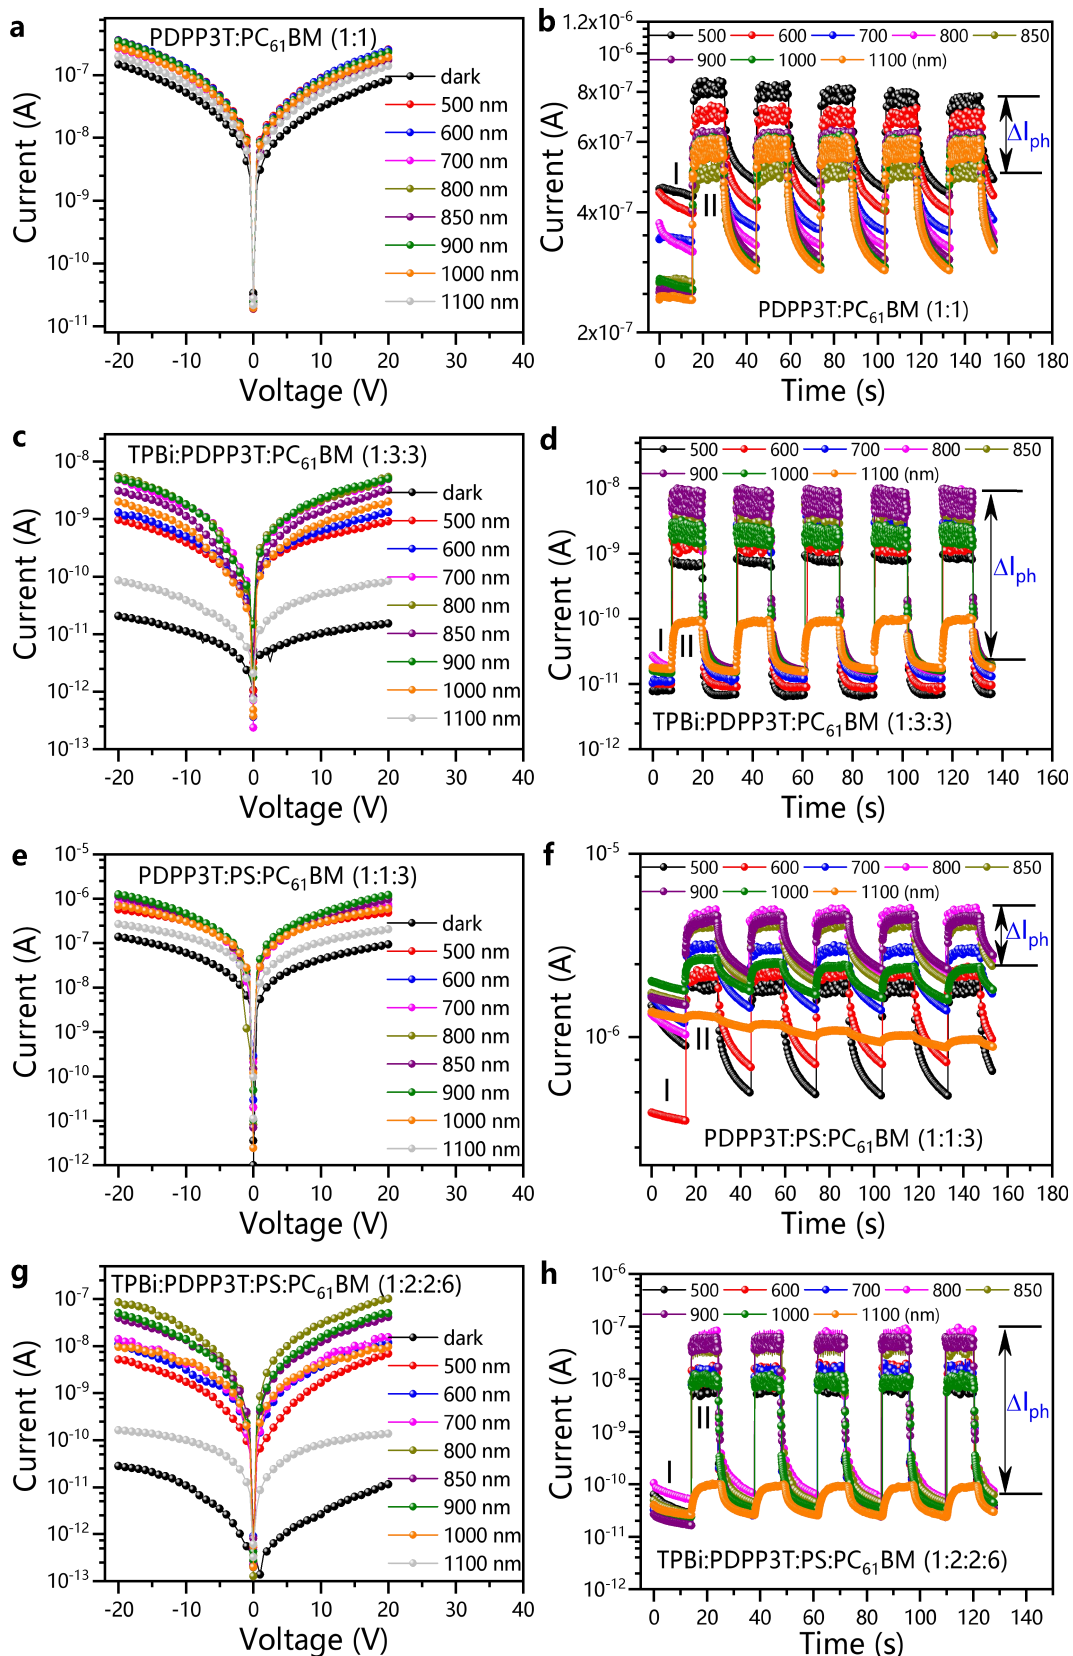 a
PDPP3T:PC61BM (1:1)
10-7
10-8
10-9
10-10
10-11
Current (A)
-20 -10 0 10 20 30 40
Voltage (V)
dark
500 nm
600 nm
700 nm
800 nm
850 nm
900 nm
1000 nm
1100 nm
b
500 600 700 800 850
900 1000 1100 (nm)
1.2x10-6
1x10-6
8x10-7
6x10-7
4x10-7
2x10-7
Current (A)
I
II
ΔIph
PDPP3T:PC61BM (1:1)
0 20 40 60 80 100 120 140 160 180
Time (s)
c
TPBi:PDPP3T:PC61BM (1:3:3)
10-8
10-9
10-10
10-11
10-12
10-13
Current (A)
-20 -10 0 10 20 30 40
Voltage (V)
dark
500 nm
600 nm
700 nm
800 nm
850 nm
900 nm
1000 nm
1100 nm
d
500 600 700 800 850
900 1000 1100 (nm)
10-8
10-9
10-10
10-11
10-12
Current (A)
I
II
ΔIph
TPBi:PDPP3T:PC61BM (1:3:3)
0 20 40 60 80 100 120 140 160
Time (s)
e
PDPP3T:PS:PC61BM (1:1:3)
10-5
10-6
10-7
10-8
10-9
10-10
10-11
10-12
Current (A)
-20 -10 0 10 20 30 40
Voltage (V)
dark
500 nm
600 nm
700 nm
800 nm
850 nm
900 nm
1000 nm
1100 nm
f
500 600 700 800 850
900 1000 1100 (nm)
10-5
10-6
Current (A)
I
II
ΔIph
PDPP3T:PS:PC61BM (1:1:3)
0 20 40 60 80 100 120 140 160 180
Time (s)
g
TPBi:PDPP3T:PS:PC61BM (1:2:2:6)
10-7
10-8
10-9
10-10
10-11
10-12
10-13
Current (A)
-20 -10 0 10 20 30 40
Voltage (V)
dark
500 nm
600 nm
700 nm
800 nm
850 nm
900 nm
1000 nm
1100 nm
h
500 600 700 800 850
900 1000 1100 (nm)
10-6
10-7
10-8
10-9
10-10
10-11
10-12
Current (A)
I
II
ΔIph
TPBi:PDPP3T:PS:PC61BM (1:2:2:6)
0 20 40 60 80 100 120 140
Time (s)